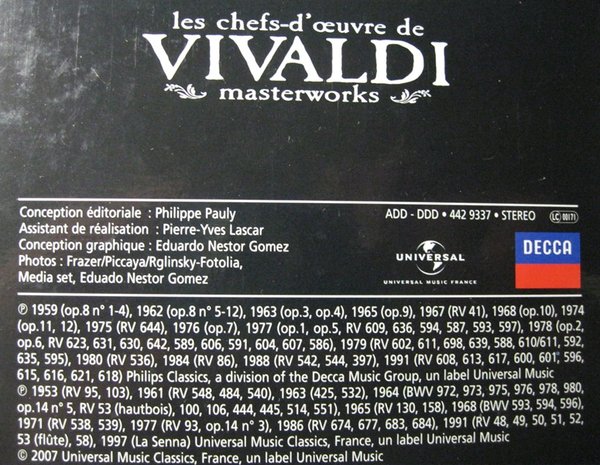 les chefs-d'œuvre de
VIVALDI
masterworks
Conception éditoriale : Philippe Pauly
Assistant de réalisation : Pierre-Yves Lascar
Conception graphique : Eduardo Nestor Gomez
Photos : Frazer/Piccaya/Rglinsky-Fotolia,
Media set, Eduado Nestor Gomez
ADD - DDD • 442 9337 • STEREO LC 00171
UNIVERSAL
UNIVERSAL MUSIC FRANCE
DECCA
℗ 1959 (op.8 n° 1-4), 1962 (op.8 n° 5-12), 1963 (op.3, op.4), 1965 (op.9), 1967 (RV 41), 1968 (op.10), 1974
(op.11, 12), 1975 (RV 644), 1976 (op.7), 1977 (op.1, op.5, RV 609, 636, 594, 587, 593, 597), 1978 (op.2,
op.6, RV 623, 631, 630, 642, 589, 606, 591, 604, 607, 586), 1979 (RV 602, 611, 698, 639, 588, 610/611, 592,
635, 595), 1980 (RV 536), 1984 (RV 86), 1988 (RV 542, 544, 397), 1991 (RV 608, 613, 617, 600, 601, 596,
615, 616, 621, 618) Philips Classics, a division of the Decca Music Group, un label Universal Music
℗ 1953 (RV 95, 103), 1961 (RV 548, 484, 540), 1963 (425, 532), 1964 (BWV 972, 973, 975, 976, 978, 980,
op.14 n° 5, RV 53 (hautbois), 100, 106, 444, 445, 514, 551), 1965 (RV 130, 158), 1968 (BWV 593, 594, 596),
1971 (RV 538, 539), 1977 (RV 93, op.14 n° 3), 1986 (RV 674, 677, 683, 684), 1991 (RV 48, 49, 50, 51, 52,
53 (flûte), 58), 1997 (La Senna) Universal Music Classics, France, un label Universal Music
© 2007 Universal Music Classics, France, un label Universal Music